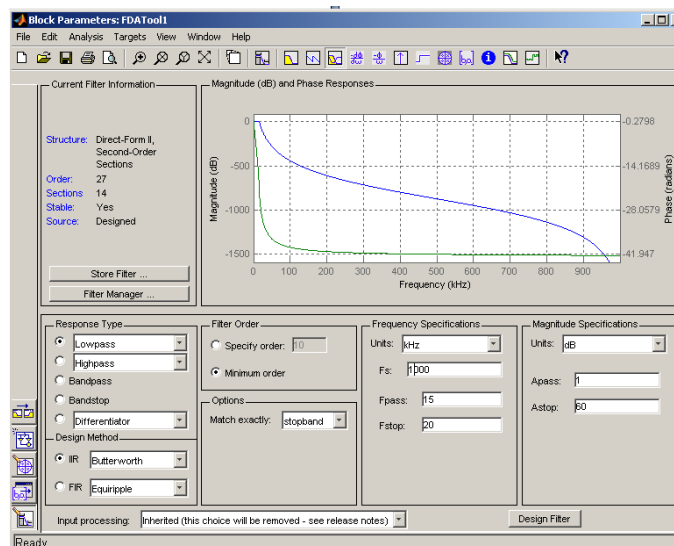 Block Parameters: FDATool1
File Edit Analysis Targets View Window Help
Current Filter Information
Structure: Direct-Form II,
Second-Order
Sections
Order: 27
Sections 14
Stable: Yes
Source: Designed
Store Filter ...
Filter Manager ...
Magnitude (dB) and Phase Responses
Magnitude (dB)
0
-500
-1000
-1500
0 100 200 300 400 500 600 700 800 900
Frequency (kHz)
-0.2798
-14.1689
-28.0579
-41.947
Phase (radians)
Response Type
Lowpass
Highpass
Bandpass
Bandstop
Differentiator
Design Method
IIR Butterworth
FIR Equiripple
Filter Order
Specify order: 10
Minimum order
Options
Match exactly: stopband
Frequency Specifications
Units: kHz
Fs: 1000
Fpass: 15
Fstop: 20
Magnitude Specifications
Units: dB
Apass: 1
Astop: 60
Input processing: Inherited (this choice will be removed - see release notes)
Design Filter
Ready